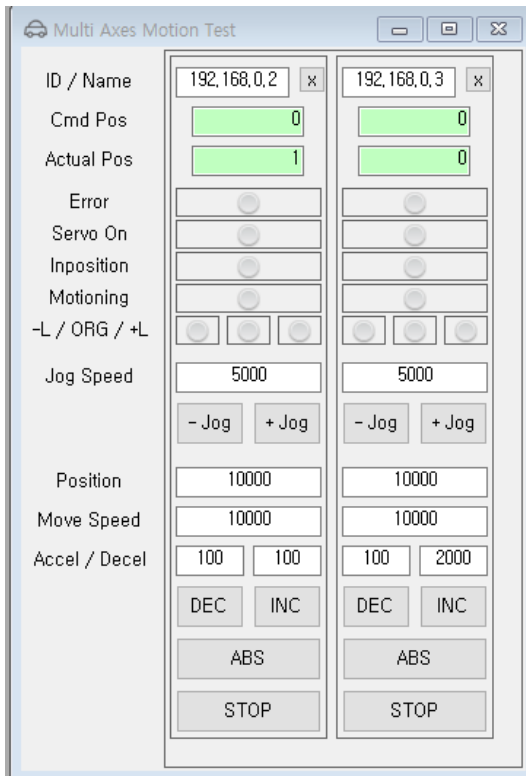 Multi Axes Motion Test
ID / Name 192,168,0,2 x 192,168,0,3 x
Cmd Pos 0 0
Actual Pos 1 0
Error
Servo On
Inposition
Motioning
-L / ORG / +L
Jog Speed 5000 5000
- Jog + Jog - Jog + Jog
Position 10000 10000
Move Speed 10000 10000
Accel / Decel 100 100 100 2000
DEC INC DEC INC
ABS ABS
STOP STOP